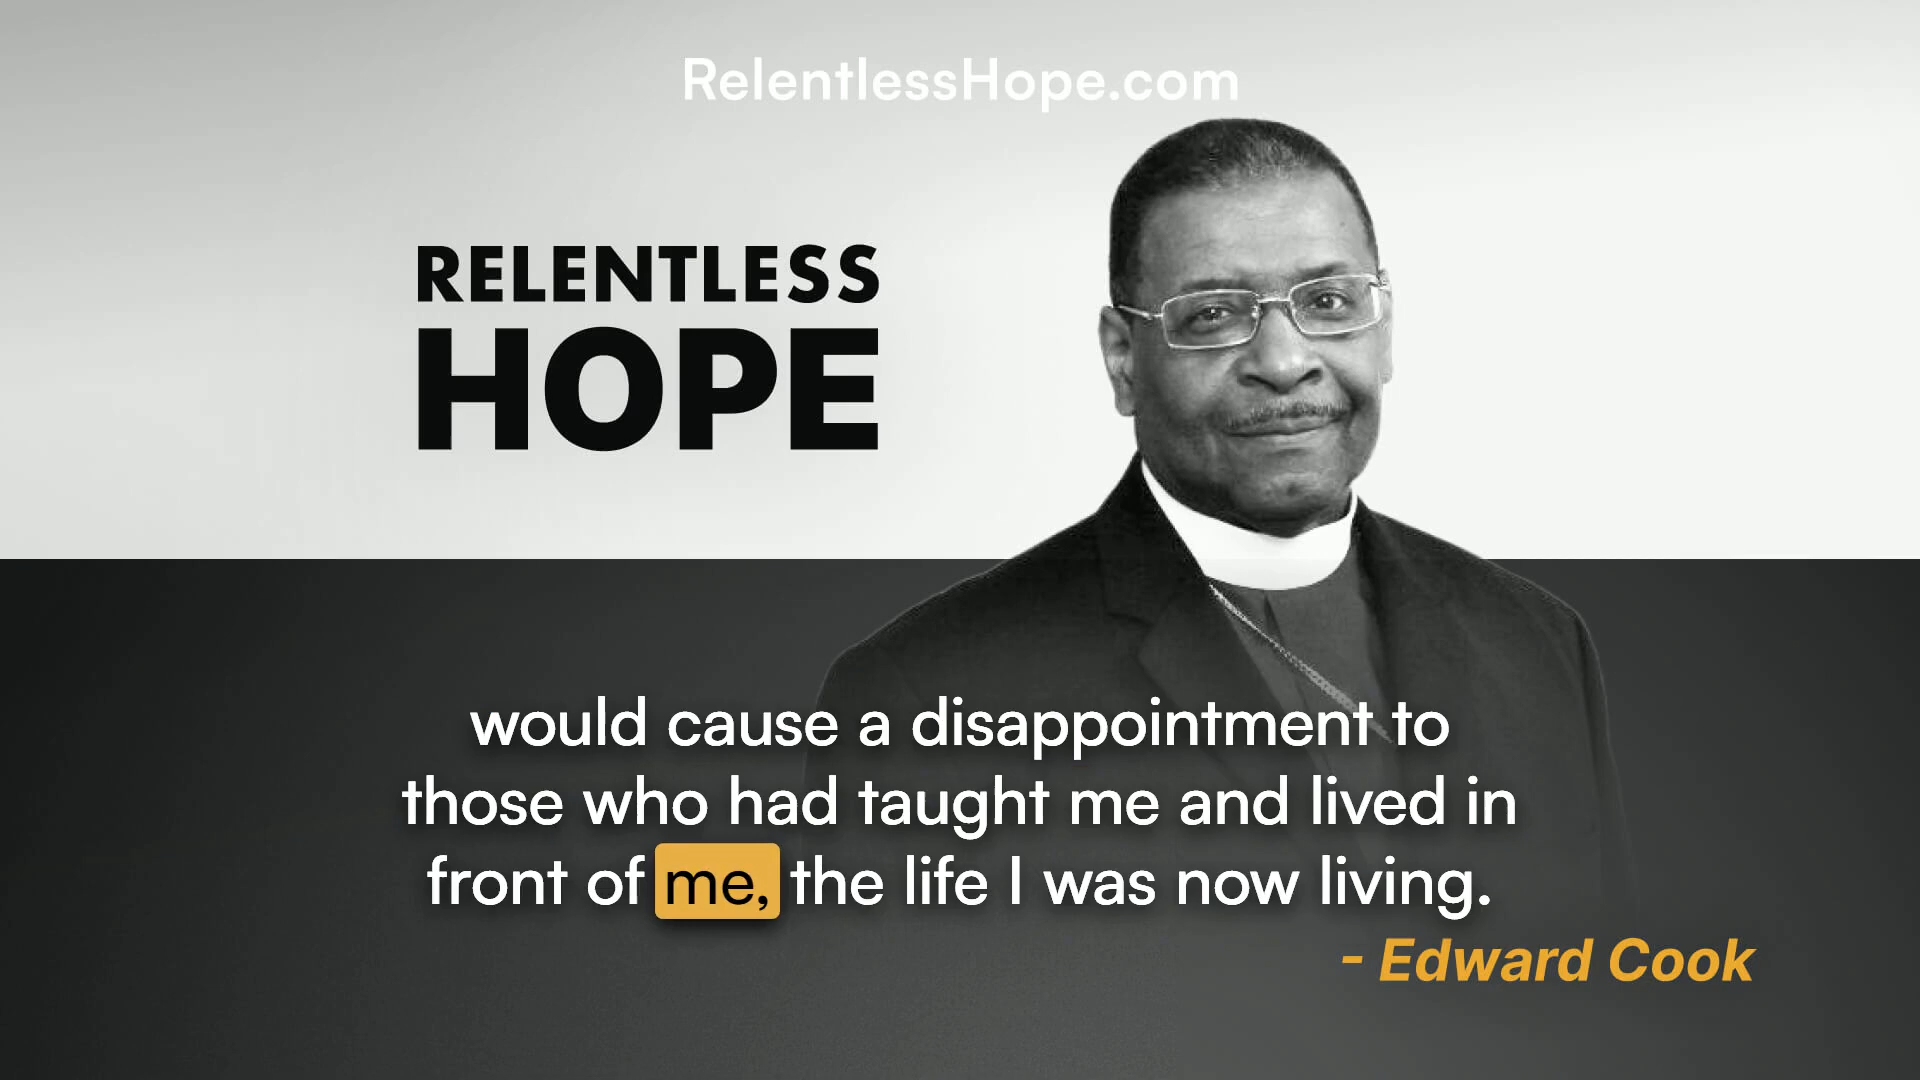 RelentlessHope.com
RELENTLESS
HOPE
would cause a disappointment to
those who had taught me and lived in
front of me, the life I was now living.
- Edward Cook